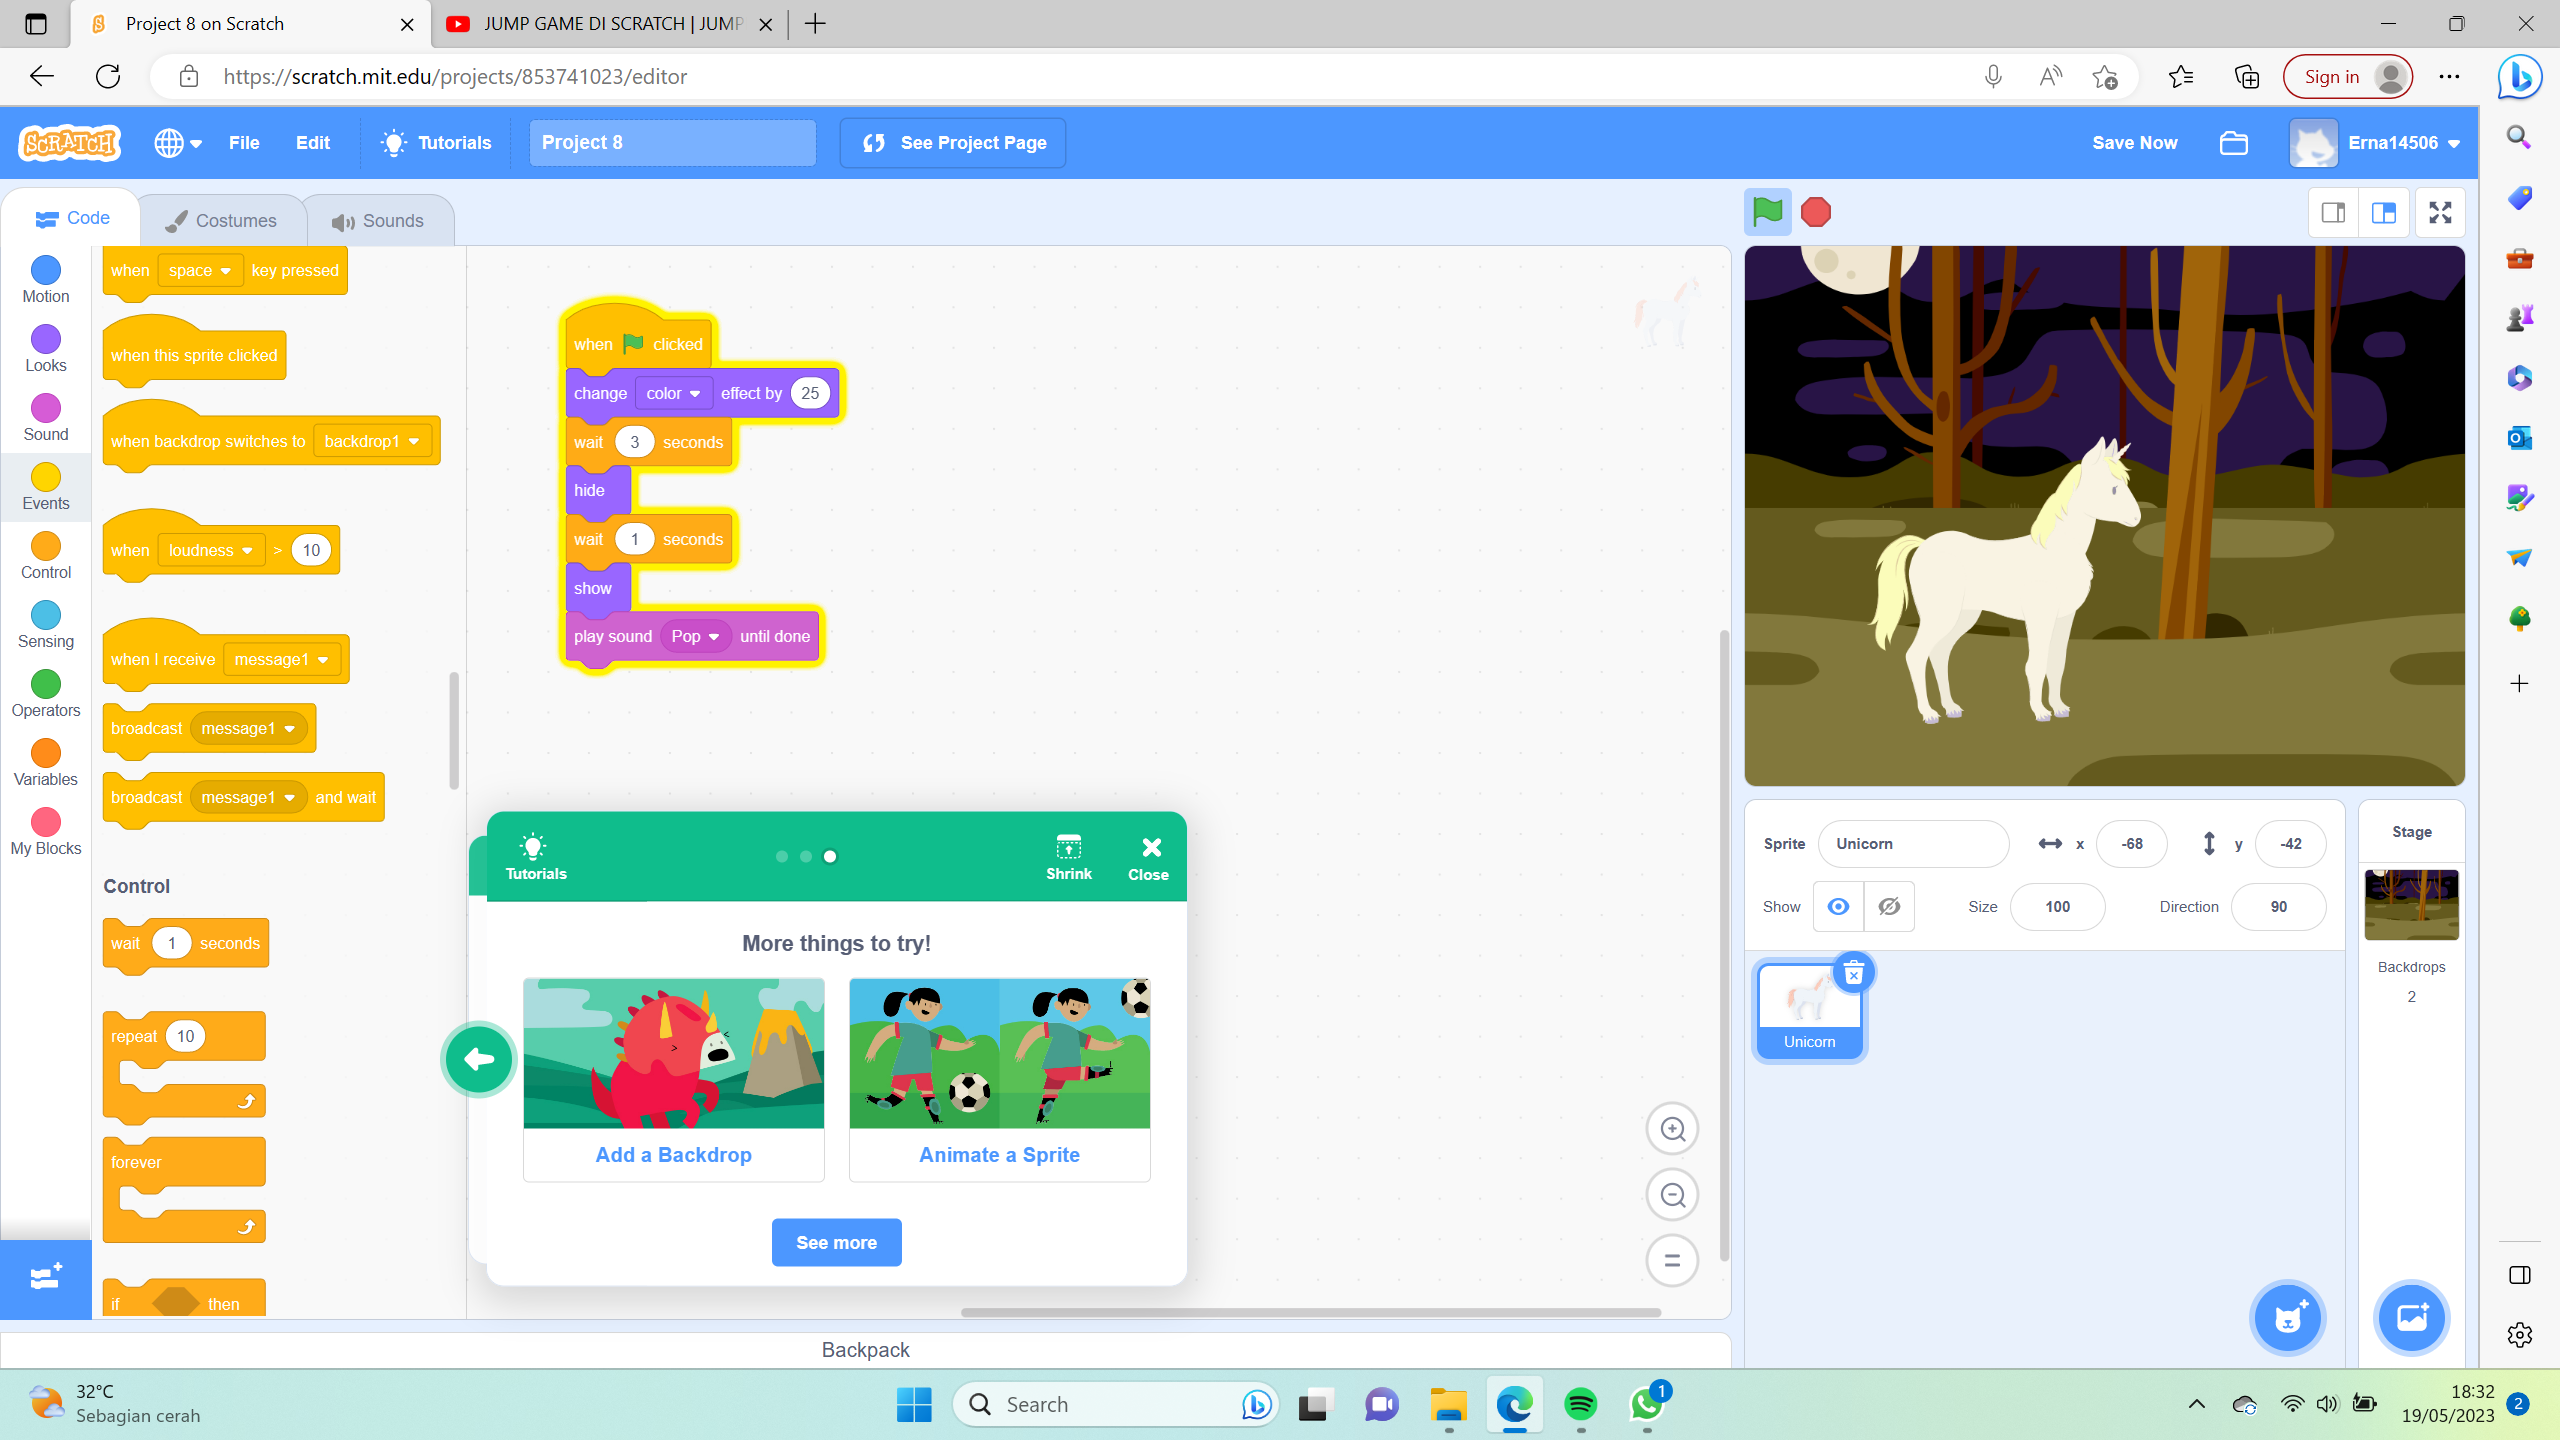 Project 8 on Scratch
JUMP GAME DI SCRATCH | JUMP
https://scratch.mit.edu/projects/853741023/editor
Sign in
SCRATCH
File
Edit
Tutorials
Project 8
See Project Page
Save Now
Erna14506
Code
Costumes
Sounds
Motion
Looks
Sound
Events
Control
Sensing
Operators
Variables
My Blocks
when space key pressed
when this sprite clicked
when backdrop switches to backdrop1
when loudness > 10
when I receive message1
broadcast message1
broadcast message1 and wait
Control
wait 1 seconds
repeat 10
forever
if then
when clicked
change color effect by 25
wait 3 seconds
hide
wait 1 seconds
show
play sound Pop until done
Tutorials
Shrink
Close
More things to try!
Add a Backdrop
Animate a Sprite
See more
Backpack
Sprite Unicorn x -68 y -42
Show Size 100 Direction 90
Unicorn
Stage
Backdrops
2
32°C
Sebagian cerah
Search
1
18:32
19/05/2023
2